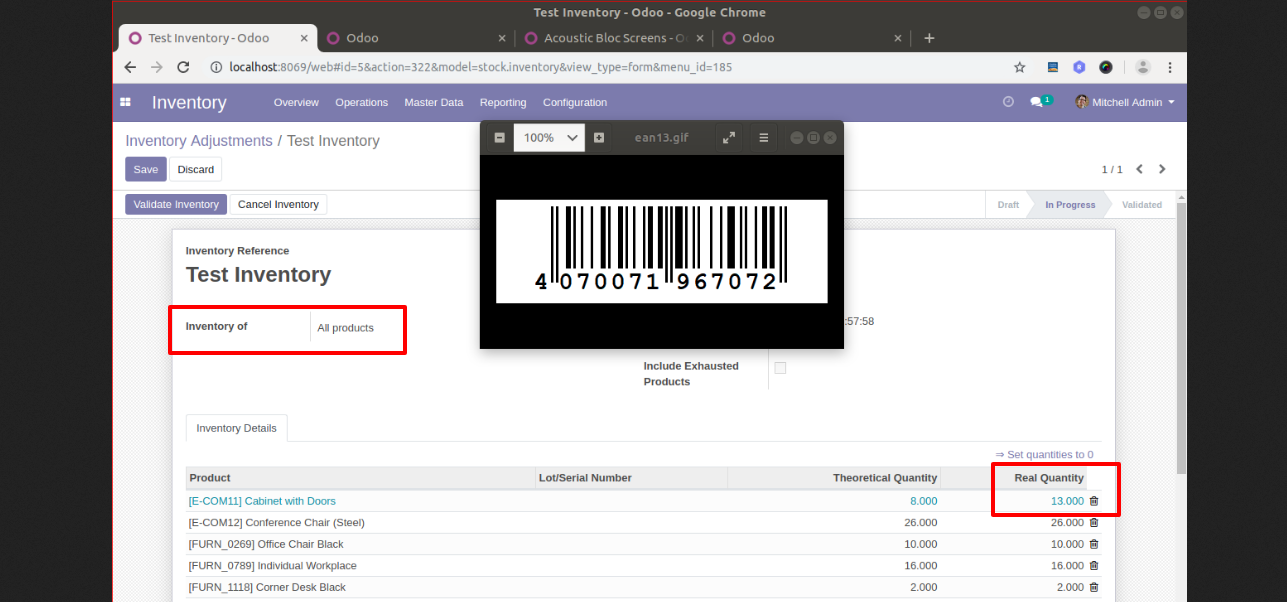 Test Inventory - Odoo - Google Chrome
Test Inventory - Odoo
Odoo
Acoustic Bloc Screens - O
Odoo
localhost:8069/web#id=5&action=322&model=stock.inventory&view_type=form&menu_id=185
Inventory Overview Operations Master Data Reporting Configuration 1 Mitchell Admin
Inventory Adjustments / Test Inventory
100% ean13.gif
Save Discard 1 / 1
Validate Inventory Cancel Inventory Draft In Progress Validated
Inventory Reference
Test Inventory
4 070071 967072
Inventory of All products :57:58
Include Exhausted
Products
Inventory Details
⇒ Set quantities to 0
Product Lot/Serial Number Theoretical Quantity Real Quantity
[E-COM11] Cabinet with Doors 8.000 13.000
[E-COM12] Conference Chair (Steel) 26.000 26.000
[FURN_0269] Office Chair Black 10.000 10.000
[FURN_0789] Individual Workplace 16.000 16.000
[FURN_1118] Corner Desk Black 2.000 2.000